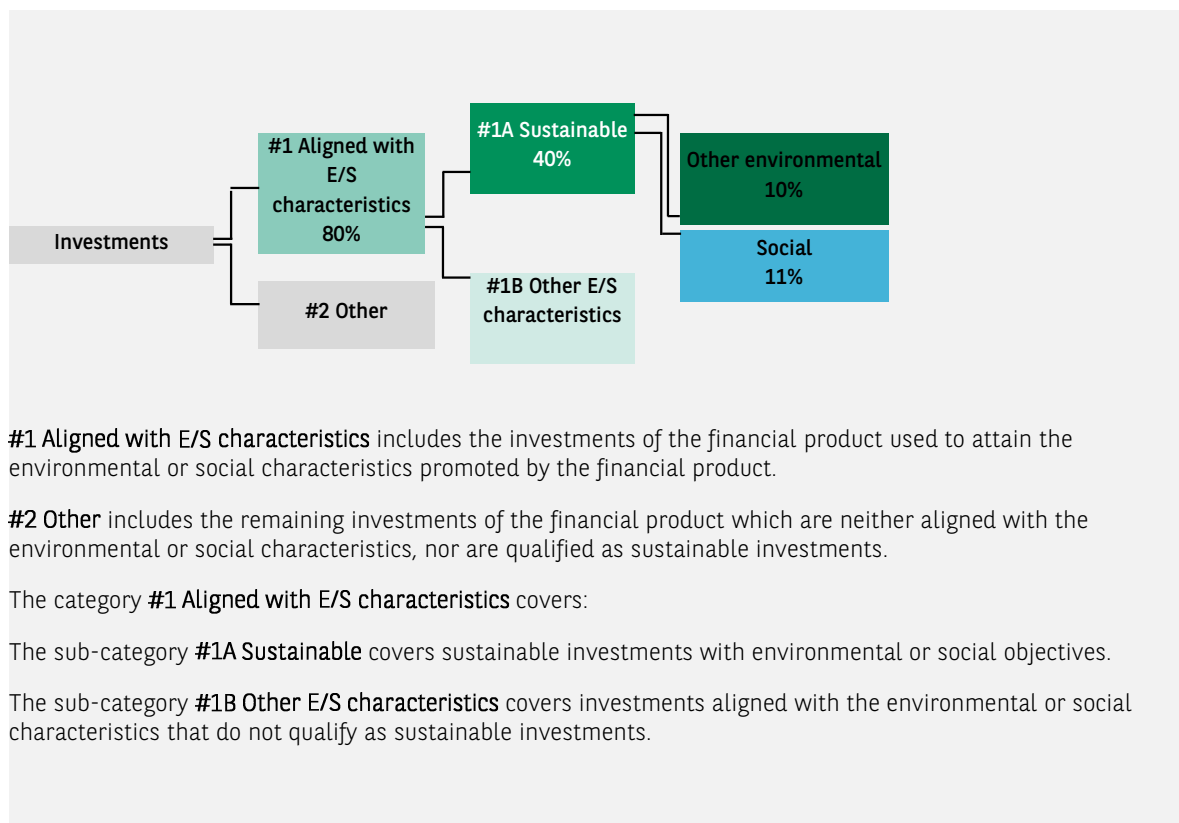 #1A Sustainable
40%
#1 Aligned with
E/S
characteristics
80%
Other environmental
10%
Investments
Social
11%
#2 Other
#1B Other E/S
characteristics
#1 Aligned with E/S characteristics includes the investments of the financial product used to attain the
environmental or social characteristics promoted by the financial product.
#2 Other includes the remaining investments of the financial product which are neither aligned with the
environmental or social characteristics, nor are qualified as sustainable investments.
The category #1 Aligned with E/S characteristics covers:
The sub-category #1A Sustainable covers sustainable investments with environmental or social objectives.
The sub-category #1B Other E/S characteristics covers investments aligned with the environmental or social
characteristics that do not qualify as sustainable investments.